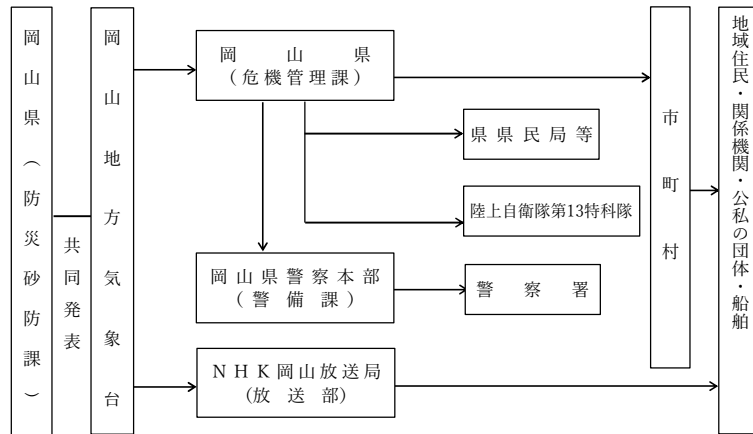 岡山県（防災砂防課）
共同発表
岡山地方気象台
岡山県
（危機管理課）
県県民局等
陸上自衛隊第13特科隊
岡山県警察本部
（警備課）
警察署
ＮＨＫ岡山放送局
(放送部)
市町村
地域住民・関係機関・公私の団体・船舶